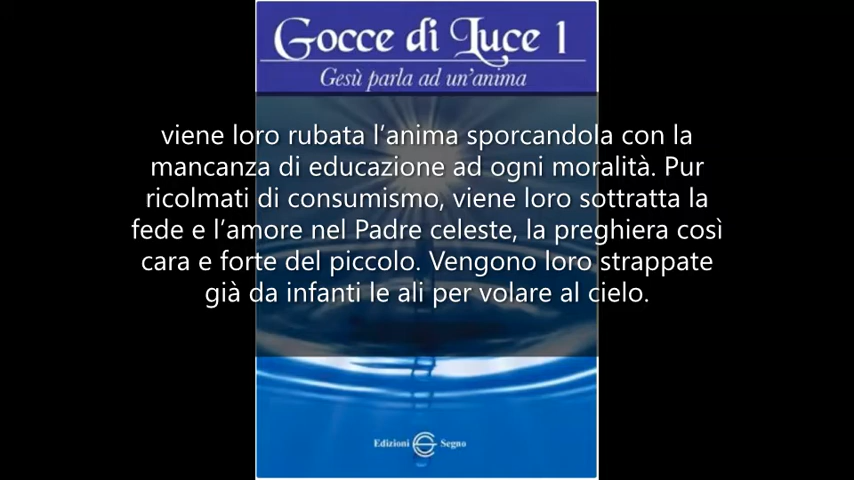 Gocce di Luce 1
Gesù parla ad un'anima
viene loro rubata l’anima sporcandola con la
mancanza di educazione ad ogni moralità. Pur
ricolmati di consumismo, viene loro sottratta la
fede e l’amore nel Padre celeste, la preghiera così
cara e forte del piccolo. Vengono loro strappate
già da infanti le ali per volare al cielo.
Edizioni Segno